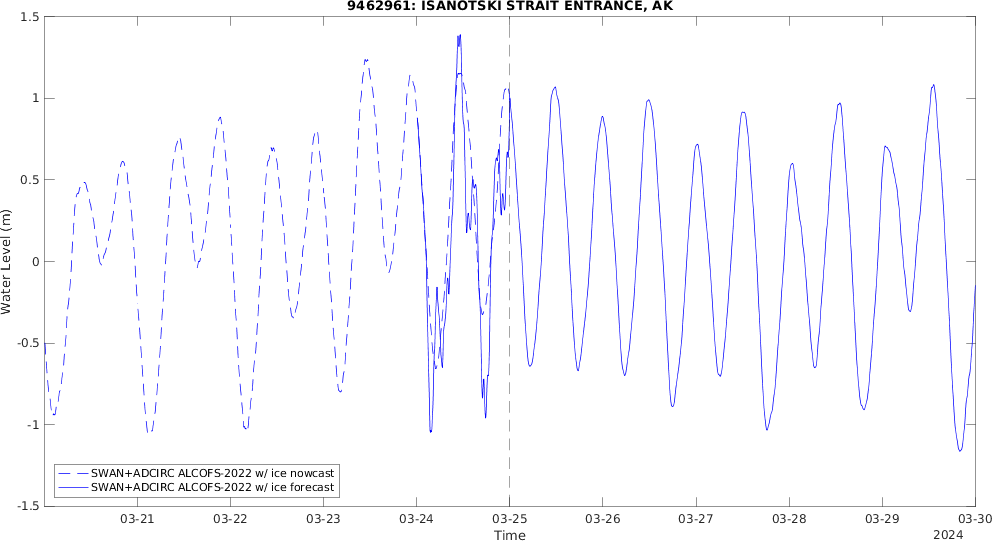 9462961: ISANOTSKI STRAIT ENTRANCE, AK
1.5
1
0.5
0
-0.5
-1
-1.5
Water Level (m)
SWAN+ADCIRC ALCOFS-2022 w/ ice nowcast
SWAN+ADCIRC ALCOFS-2022 w/ ice forecast
03-21 03-22 03-23 03-24 03-25 03-26 03-27 03-28 03-29 03-30
Time
2024